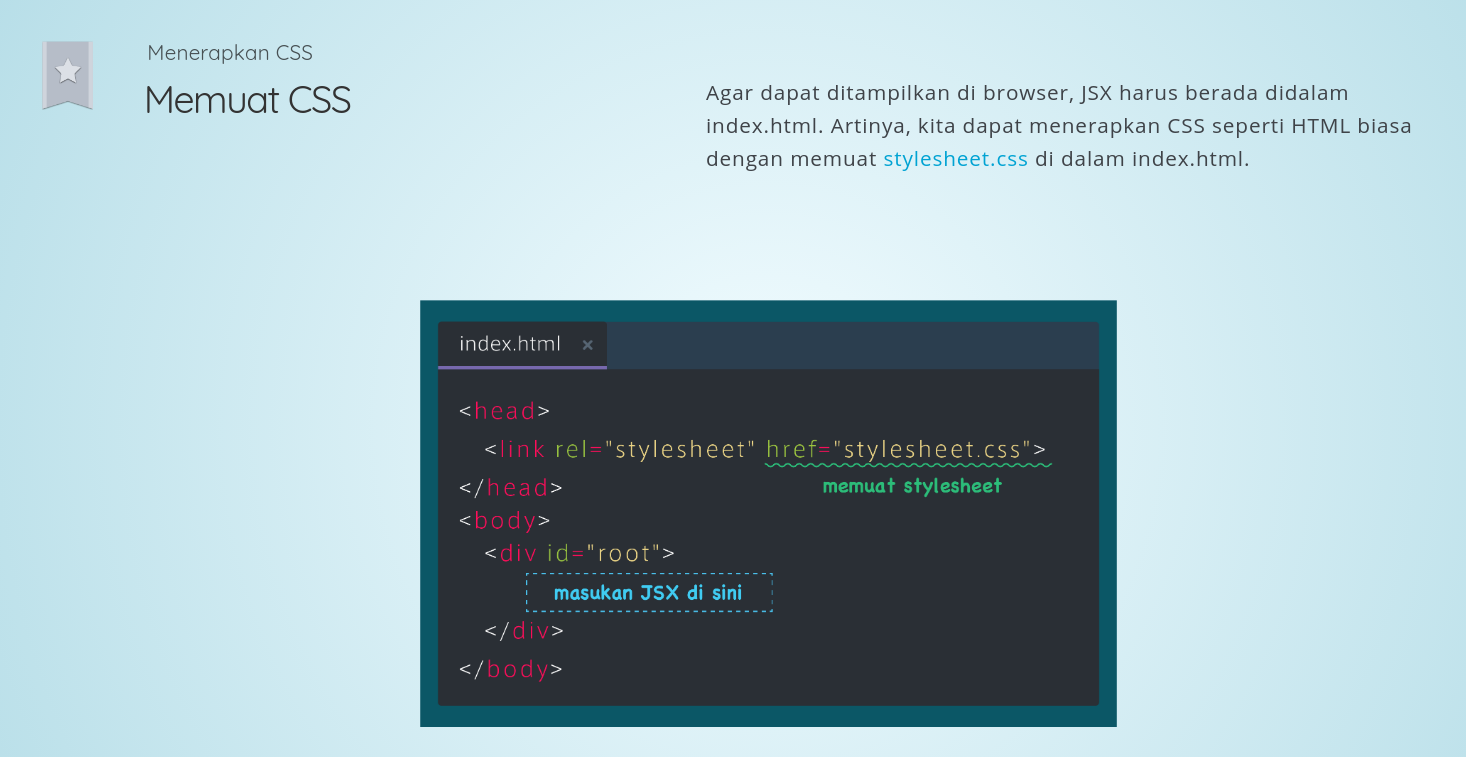 Menerapkan CSS
Memuat CSS
Agar dapat ditampilkan di browser, JSX harus berada didalam
index.html. Artinya, kita dapat menerapkan CSS seperti HTML biasa
dengan memuat stylesheet.css di dalam index.html.
index.html ×
<head>
<link rel="stylesheet" href="stylesheet.css">
memuat stylesheet
</head>
<body>
<div id="root">
masukan JSX di sini
</div>
</body>